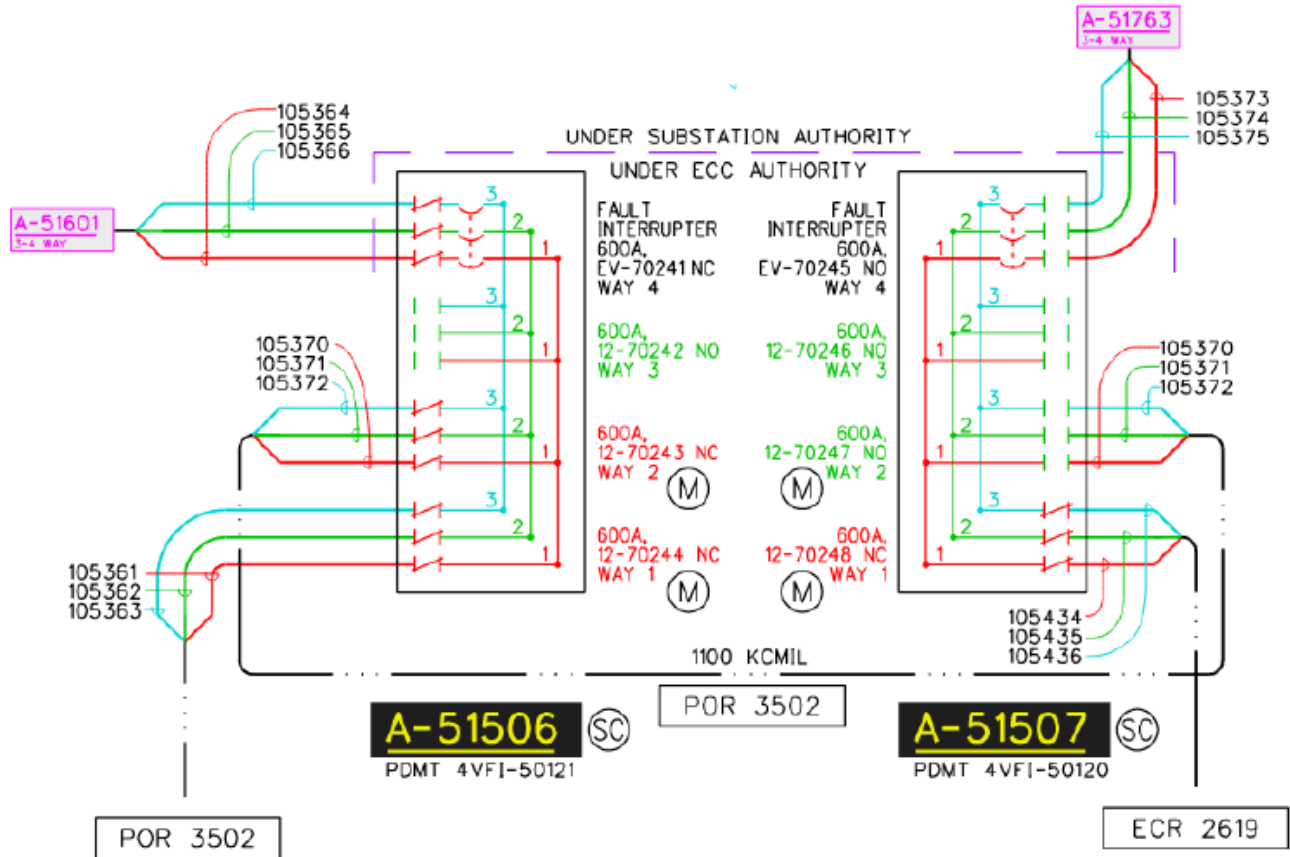 A-51763
3-4 WAY
105373
105374
105375
105364
105365
105366
UNDER SUBSTATION AUTHORITY
UNDER ECC AUTHORITY
A-51601
3-4 WAY
3
2
1
FAULT
INTERRUPTER
600A,
EV-70241 NC
WAY 4
FAULT
INTERRUPTER
600A,
EV-70245 NO
WAY 4
3
2
1
3
2
1
600A,
12-70242 NO
WAY 3
600A,
12-70246 NO
WAY 3
3
2
1
105370
105371
105372
3
2
1
600A,
12-70243 NC
WAY 2
M
600A,
12-70247 NO
WAY 2
M
3
2
1
105370
105371
105372
105361
105362
105363
3
2
1
600A,
12-70244 NC
WAY 1
M
600A,
12-70248 NC
WAY 1
M
3
2
1
105434
105435
105436
1100 KCMIL
POR 3502
A-51506
SC
PDMT 4VFI-50121
A-51507
SC
PDMT 4VFI-50120
POR 3502
ECR 2619